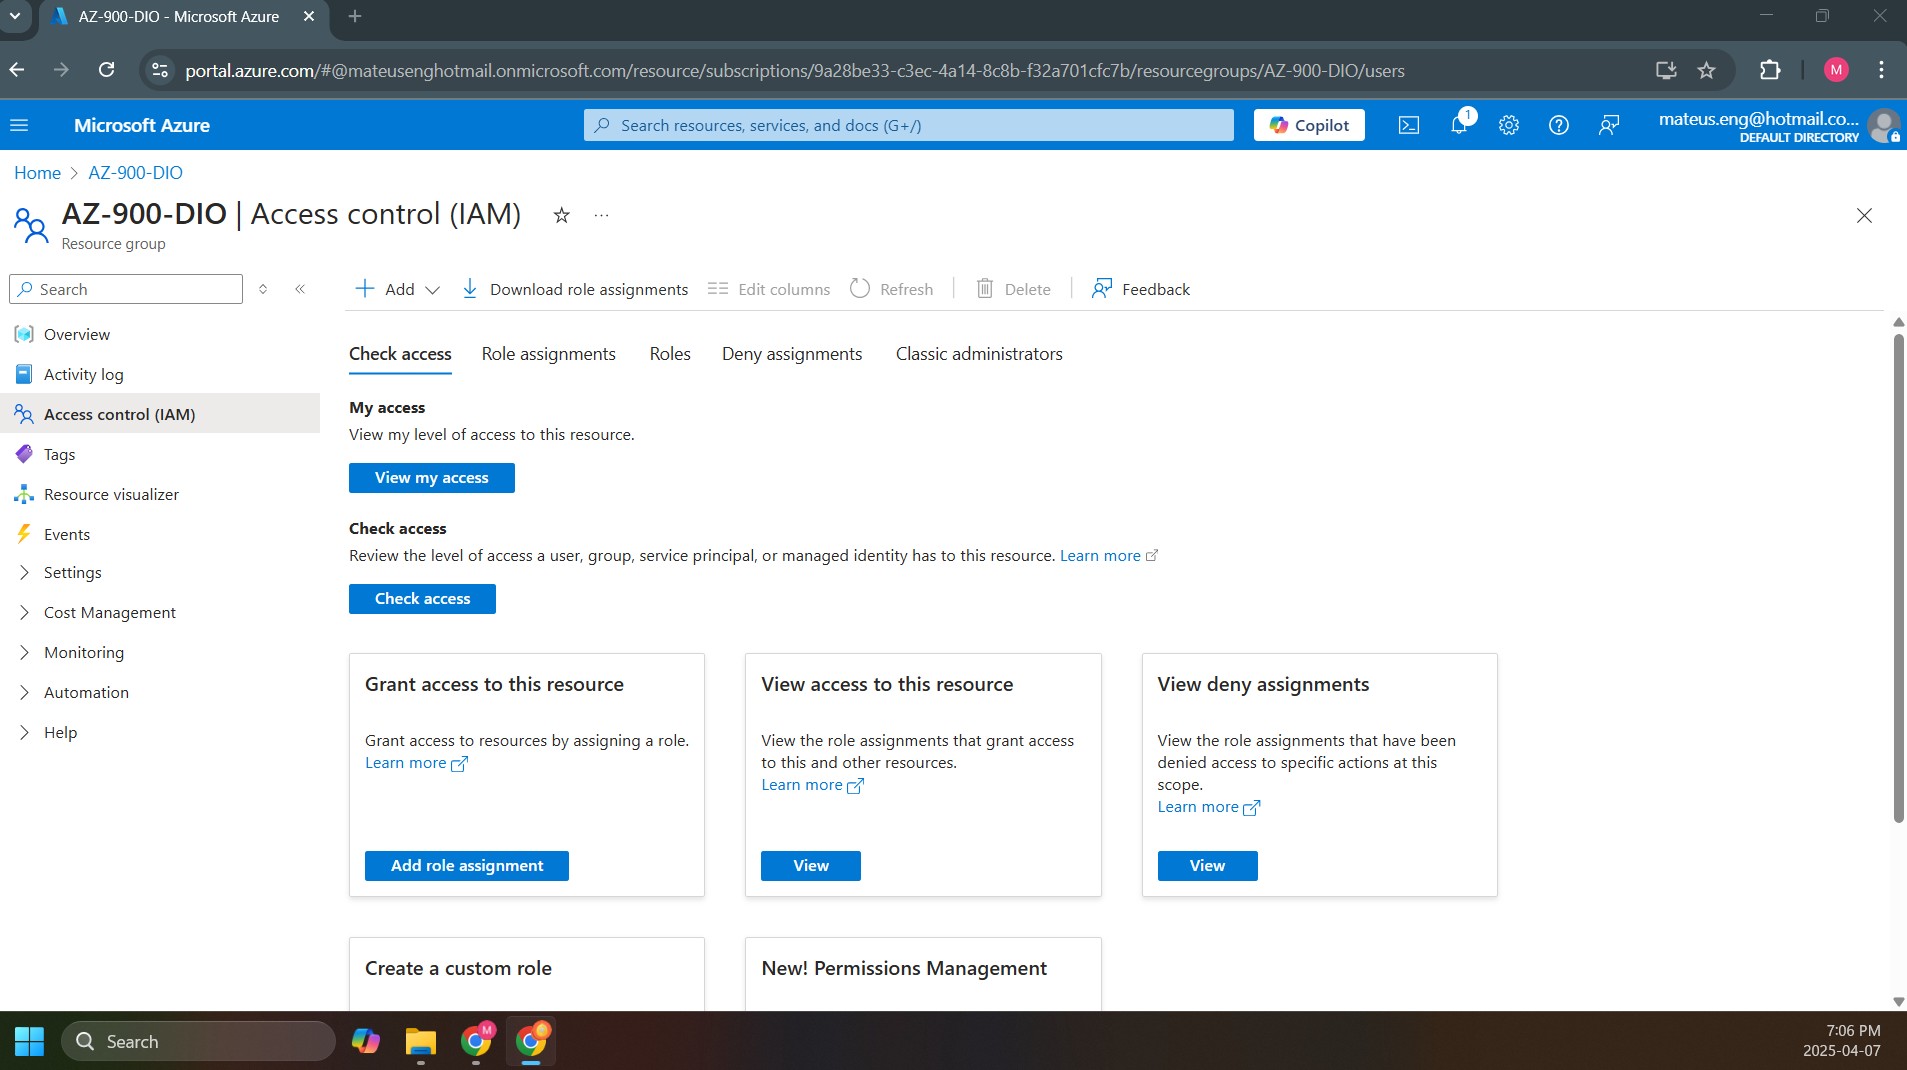 AZ-900-DIO - Microsoft Azure
portal.azure.com/#@mateusenghotmail.onmicrosoft.com/resource/subscriptions/9a28be33-c3ec-4a14-8c8b-f32a701cfc7b/resourcegroups/AZ-900-DIO/users
M
Microsoft Azure
Search resources, services, and docs (G+/)
Copilot
1
mateus.eng@hotmail.co...
DEFAULT DIRECTORY
Home > AZ-900-DIO
AZ-900-DIO | Access control (IAM)
Resource group
Search
Add
Download role assignments
Edit columns
Refresh
Delete
Feedback
Overview
Activity log
Access control (IAM)
Tags
Resource visualizer
Events
Settings
Cost Management
Monitoring
Automation
Help
Check access
Role assignments
Roles
Deny assignments
Classic administrators
My access
View my level of access to this resource.
View my access
Check access
Review the level of access a user, group, service principal, or managed identity has to this resource. Learn more
Check access
Grant access to this resource
Grant access to resources by assigning a role.
Learn more
Add role assignment
View access to this resource
View the role assignments that grant access
to this and other resources.
Learn more
View
View deny assignments
View the role assignments that have been
denied access to specific actions at this
scope.
Learn more
View
Create a custom role
New! Permissions Management
Search
M
7:06 PM
2025-04-07